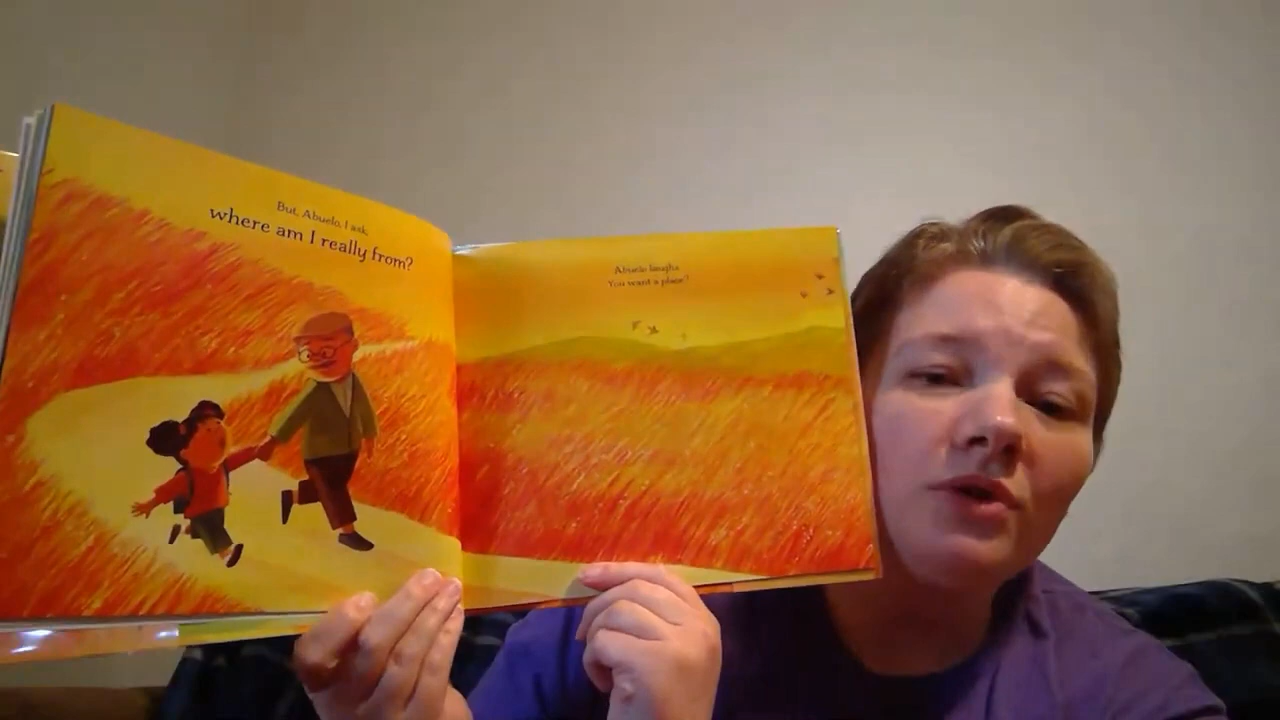 But, Abuelo, I ask,
where am I really from?
Abuelo laughs.
You want a place?